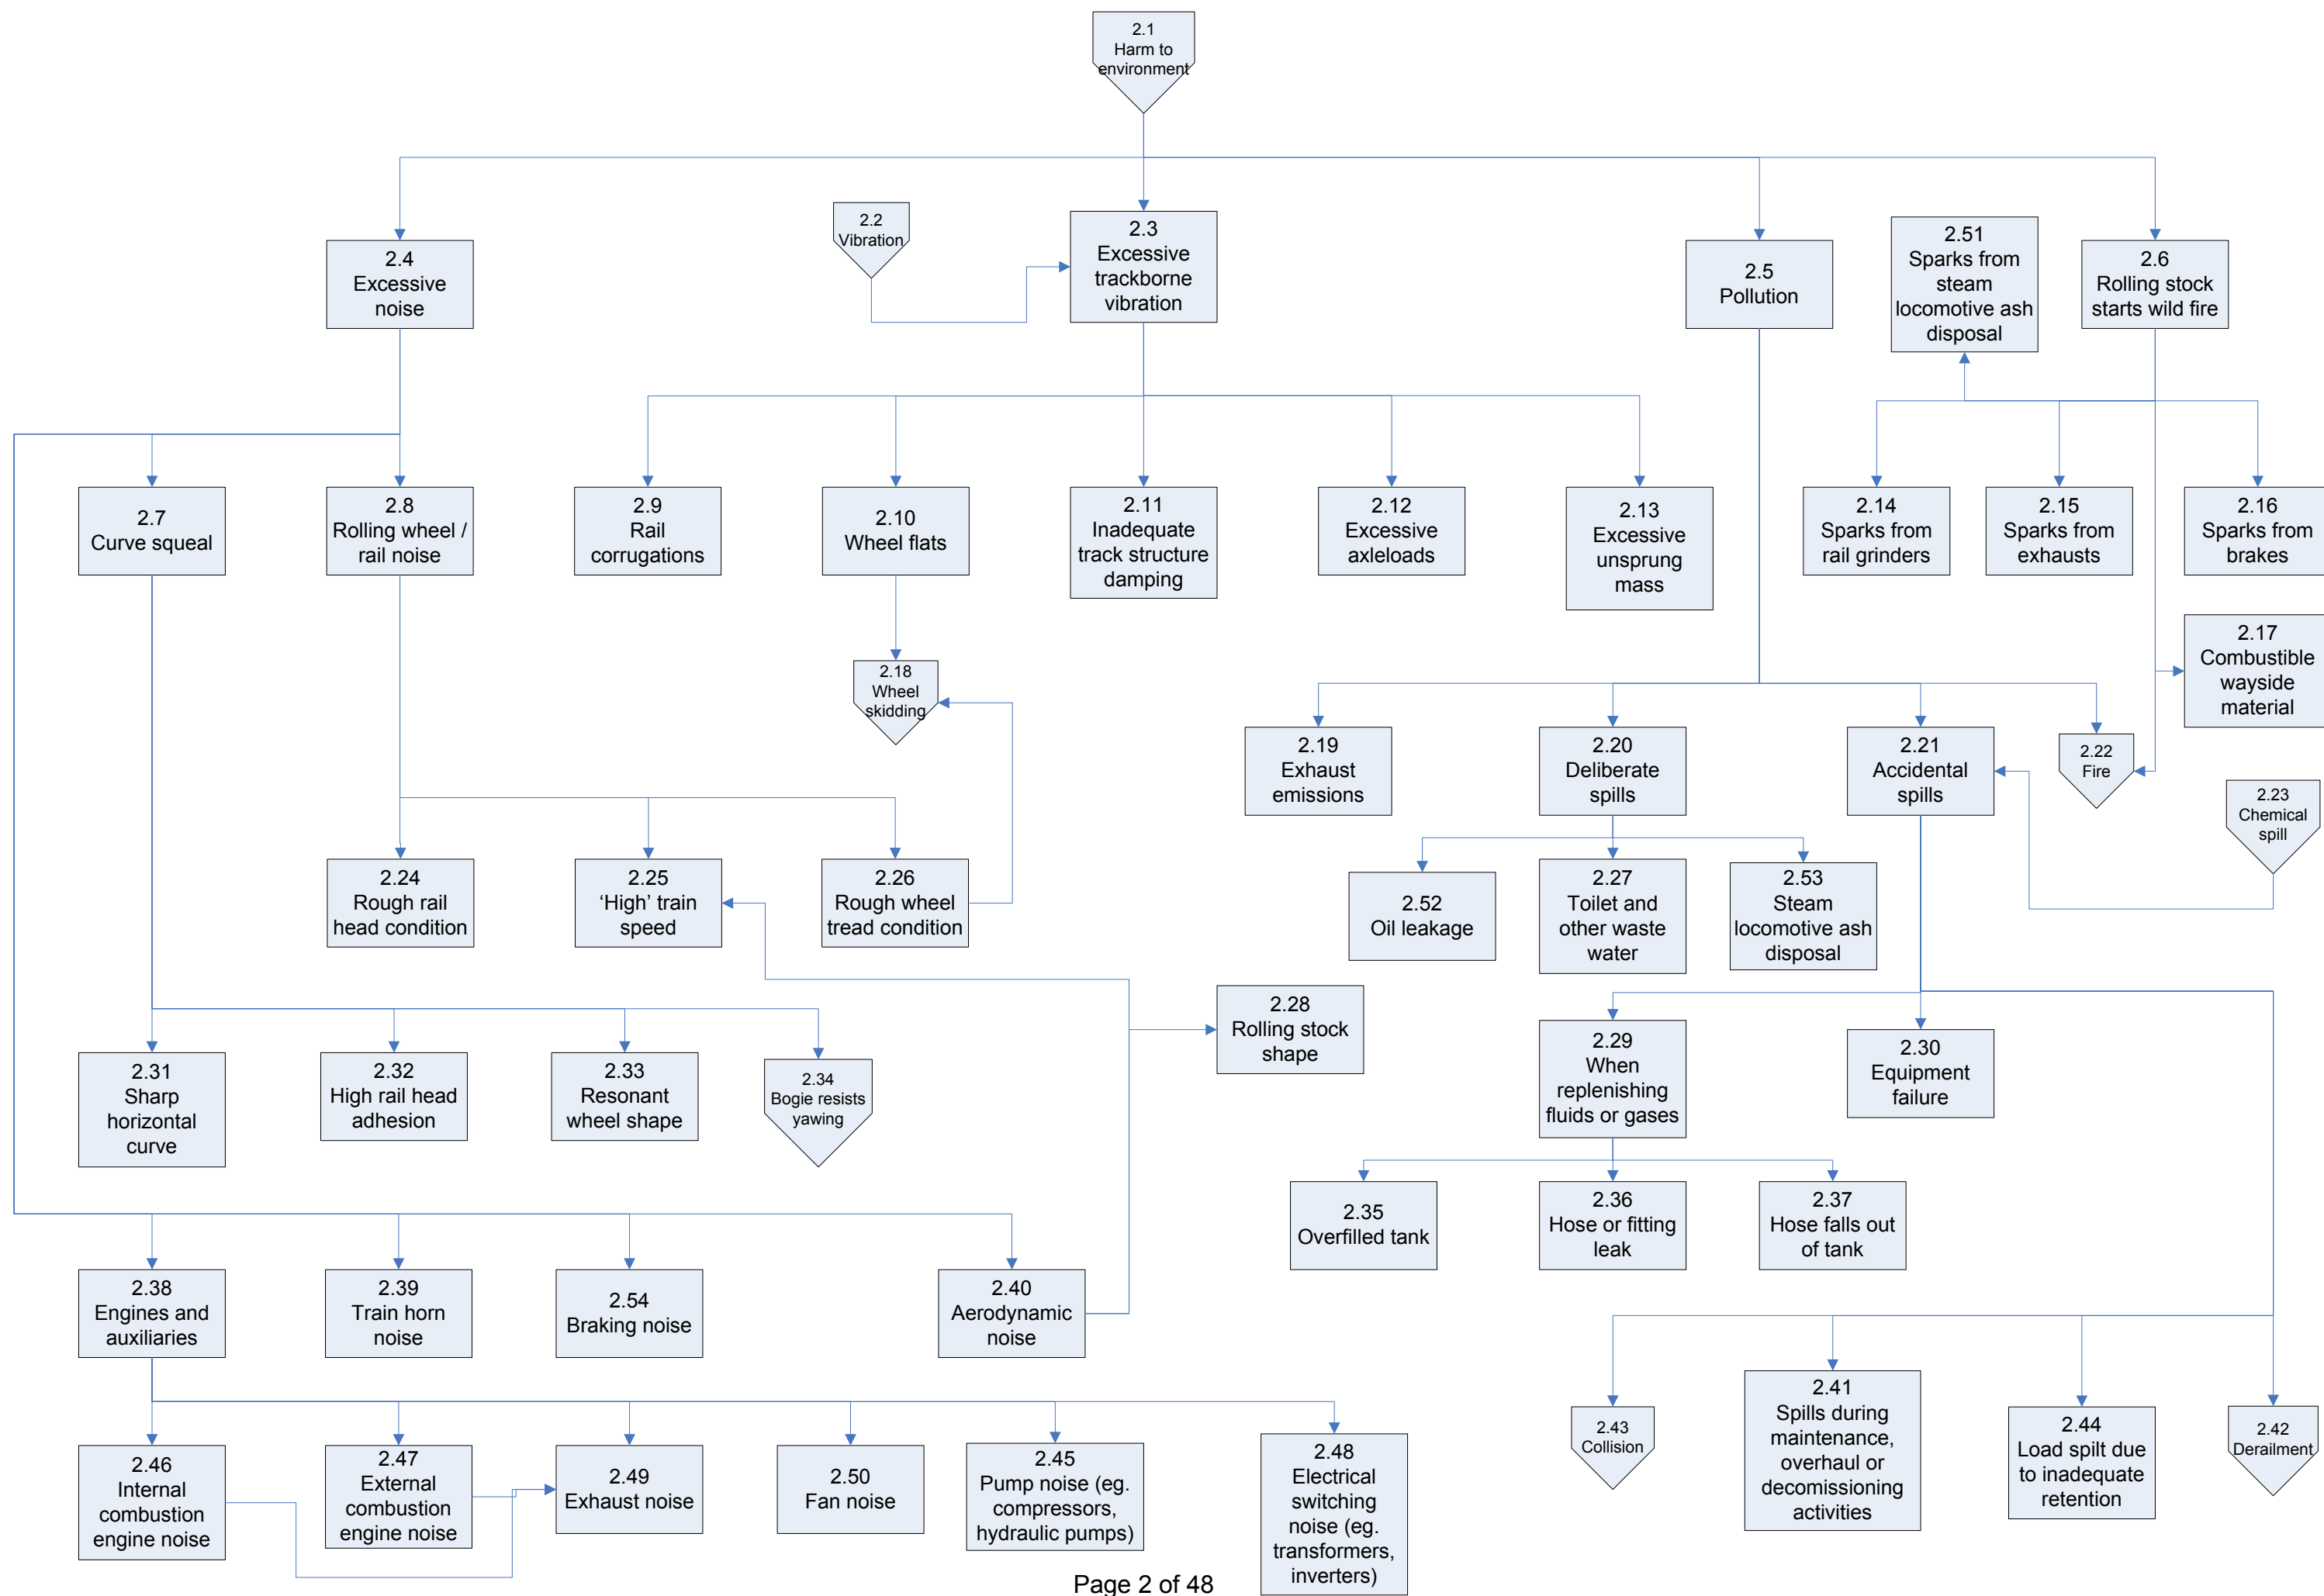 2.1
Harm to
environment
2.2
Vibration
2.3
Excessive
trackborne
vibration
2.4
Excessive
noise
2.5
Pollution
2.51
Sparks from
steam
locomotive ash
disposal
2.6
Rolling stock
starts wild fire
2.7
Curve squeal
2.8
Rolling wheel /
rail noise
2.9
Rail
corrugations
2.10
Wheel flats
2.11
Inadequate
track structure
damping
2.12
Excessive
axleloads
2.13
Excessive
unsprung
mass
2.14
Sparks from
rail grinders
2.15
Sparks from
exhausts
2.16
Sparks from
brakes
2.17
Combustible
wayside
material
2.18
Wheel
skidding
2.19
Exhaust
emissions
2.20
Deliberate
spills
2.21
Accidental
spills
2.22
Fire
2.23
Chemical
spill
2.24
Rough rail
head condition
2.25
‘High’ train
speed
2.26
Rough wheel
tread condition
2.52
Oil leakage
2.27
Toilet and
other waste
water
2.53
Steam
locomotive ash
disposal
2.28
Rolling stock
shape
2.29
When
replenishing
fluids or gases
2.30
Equipment
failure
2.31
Sharp
horizontal
curve
2.32
High rail head
adhesion
2.33
Resonant
wheel shape
2.34
Bogie resists
yawing
2.35
Overfilled tank
2.36
Hose or fitting
leak
2.37
Hose falls out
of tank
2.38
Engines and
auxiliaries
2.39
Train horn
noise
2.54
Braking noise
2.40
Aerodynamic
noise
2.43
Collision
2.41
Spills during
maintenance,
overhaul or
decomissioning
activities
2.44
Load spilt due
to inadequate
retention
2.42
Derailment
2.46
Internal
combustion
engine noise
2.47
External
combustion
engine noise
2.49
Exhaust noise
2.50
Fan noise
2.45
Pump noise (eg.
compressors,
hydraulic pumps)
2.48
Electrical
switching
noise (eg.
transformers,
inverters)
Page 2 of 48